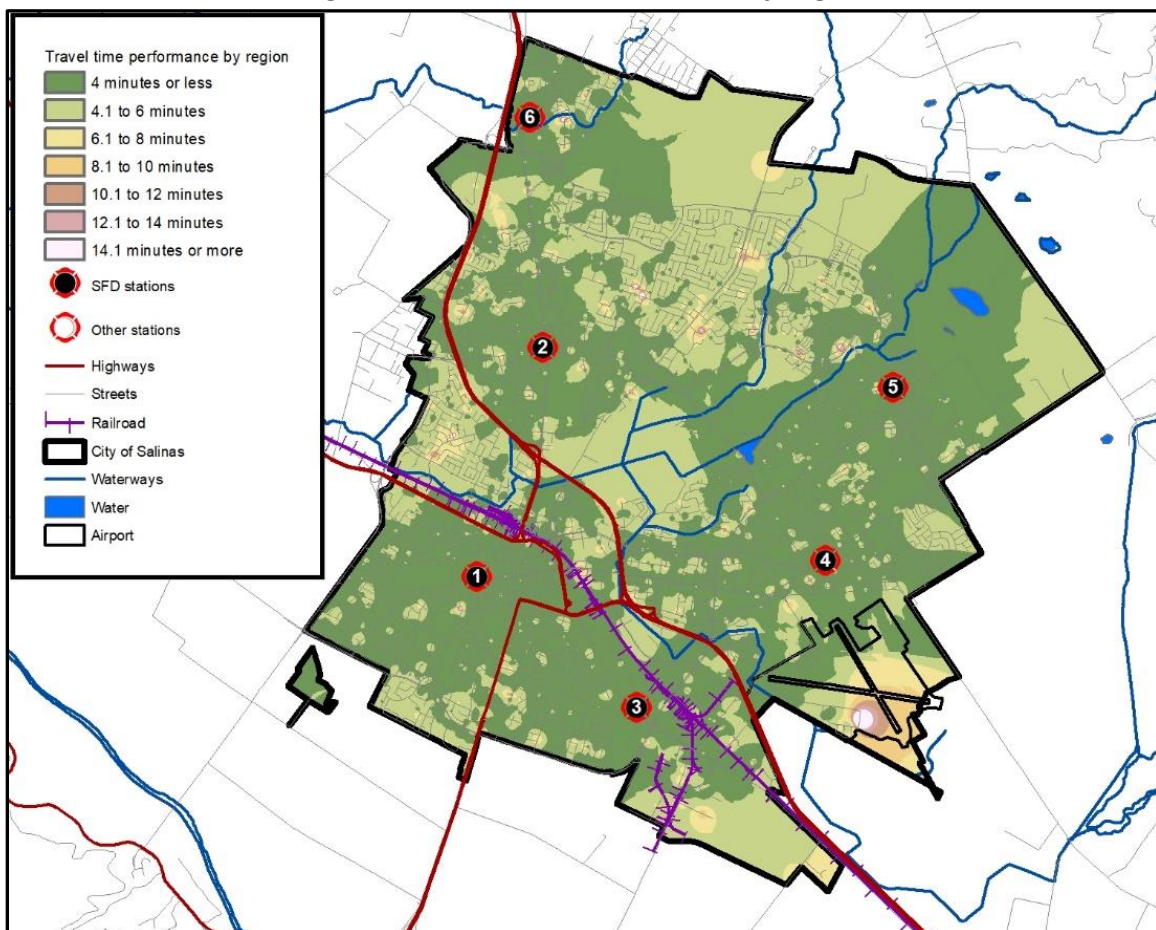 Travel time performance by region
4 minutes or less
4.1 to 6 minutes
6.1 to 8 minutes
8.1 to 10 minutes
10.1 to 12 minutes
12.1 to 14 minutes
14.1 minutes or more
SFD stations
Other stations
Highways
Streets
Railroad
City of Salinas
Waterways
Water
Airport
6
2
5
4
1
3